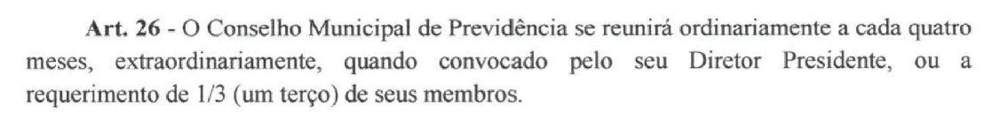 Art. 26 - O Conselho Municipal de Previdência se reunirá ordinariamente a cada quatro
meses, extraordinariamente, quando convocado pelo seu Diretor Presidente, ou a
requerimento de 1/3 (um terço) de seus membros.